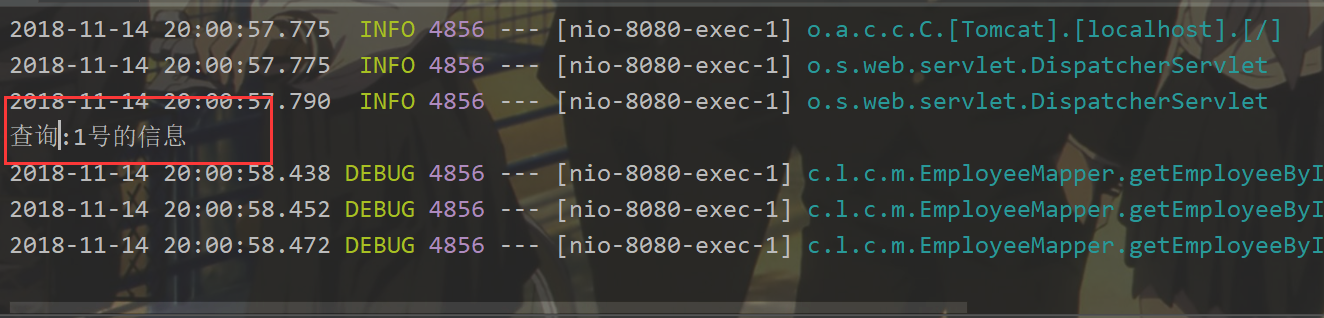 2018-11-14 20:00:57.775  INFO 4856 --- [nio-8080-exec-1] o.a.c.c.C.[Tomcat].[localhost].[/]
2018-11-14 20:00:57.775  INFO 4856 --- [nio-8080-exec-1] o.s.web.servlet.DispatcherServlet
2018-11-14 20:00:57.790  INFO 4856 --- [nio-8080-exec-1] o.s.web.servlet.DispatcherServlet
查询:1号的信息
2018-11-14 20:00:58.438 DEBUG 4856 --- [nio-8080-exec-1] c.l.c.m.EmployeeMapper.getEmployeeByI
2018-11-14 20:00:58.452 DEBUG 4856 --- [nio-8080-exec-1] c.l.c.m.EmployeeMapper.getEmployeeByI
2018-11-14 20:00:58.472 DEBUG 4856 --- [nio-8080-exec-1] c.l.c.m.EmployeeMapper.getEmployeeByI